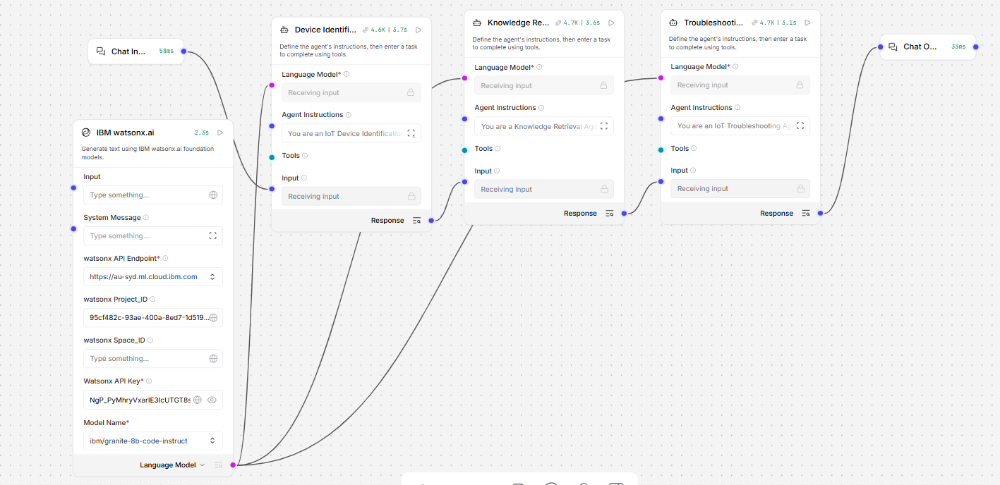 Chat In...
58ms
IBM watsonx.ai
2.3s
Generate text using IBM watsonx.ai foundation
models.
Input
Type something...
System Message
Type something...
watsonx API Endpoint*
https://au-syd.ml.cloud.ibm.com
watsonx Project_ID
95cf482c-93ae-400a-8ed7-1d519...
watsonx Space_ID
Type something...
Watsonx API Key*
Model Name*
ibm/granite-8b-code-instruct
Language Model
Device Identifi...
4.6K | 3.7s
Define the agent's instructions, then enter a task
to complete using tools.
Language Model*
Receiving input
Agent Instructions
You are an IoT Device Identification
Tools
Input
Receiving input
Response
Knowledge Re...
4.7K | 3.6s
Define the agent's instructions, then enter a task
to complete using tools.
Language Model*
Receiving input
Agent Instructions
You are a Knowledge Retrieval Age
Tools
Input
Receiving input
Response
Troubleshooti...
4.7K | 3.1s
Define the agent's instructions, then enter a task
to complete using tools.
Language Model*
Receiving input
Agent Instructions
You are an IoT Troubleshooting Ag
Tools
Input
Receiving input
Response
Chat O...
33ms